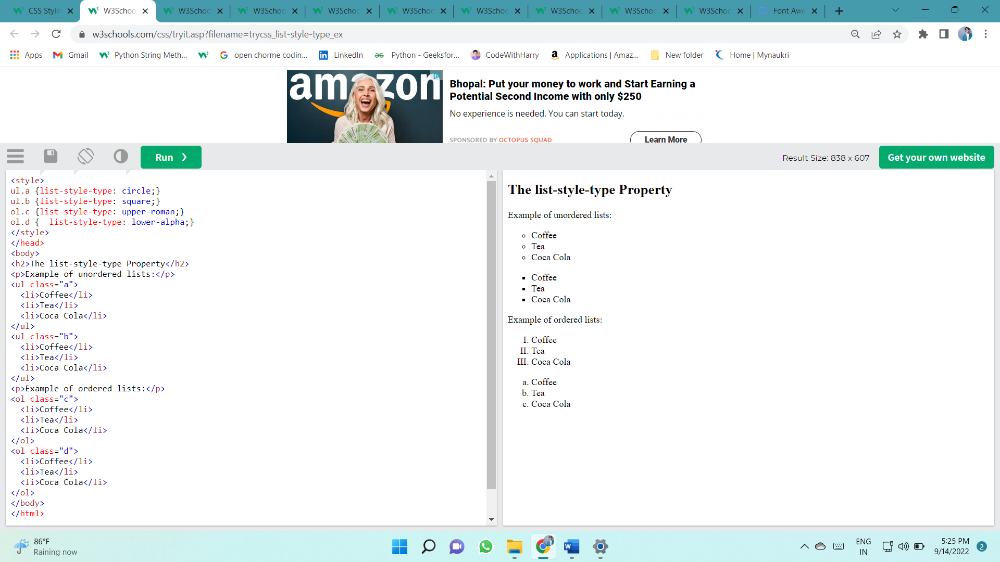 CSS Stylin
W3Schoo
W3Schoo
W3Schoo
W3Schoo
W3Schoo
W3Schoo
W3Schoo
W3Schoo
W3Schoo
Font Awe
w3schools.com/css/tryit.asp?filename=trycss_list-style-type_ex
Apps
Gmail
Python String Meth...
open chorme codin...
LinkedIn
Python - Geeksfor...
CodeWithHarry
Applications | Amaz...
New folder
Home | Mynaukri
amazon
Bhopal: Put your money to work and Start Earning a
Potential Second Income with only $250
No experience is needed. You can start today.
SPONSORED BY OCTOPUS SQUAD
Learn More
Run ❯
Result Size: 838 x 607
Get your own website
<style>
ul.a {list-style-type: circle;}
ul.b {list-style-type: square;}
ol.c {list-style-type: upper-roman;}
ol.d {  list-style-type: lower-alpha;}
</style>
</head>
<body>
<h2>The list-style-type Property</h2>
<p>Example of unordered lists:</p>
<ul class="a">
  <li>Coffee</li>
  <li>Tea</li>
  <li>Coca Cola</li>
</ul>
<ul class="b">
  <li>Coffee</li>
  <li>Tea</li>
  <li>Coca Cola</li>
</ul>
<p>Example of ordered lists:</p>
<ol class="c">
  <li>Coffee</li>
  <li>Tea</li>
  <li>Coca Cola</li>
</ol>
<ol class="d">
  <li>Coffee</li>
  <li>Tea</li>
  <li>Coca Cola</li>
</ol>
</body>
</html>
The list-style-type Property
Example of unordered lists:
Coffee
Tea
Coca Cola
Coffee
Tea
Coca Cola
Example of ordered lists:
I. Coffee
II. Tea
III. Coca Cola
a. Coffee
b. Tea
c. Coca Cola
86°F
Raining now
ENG
IN
5:25 PM
9/14/2022
2